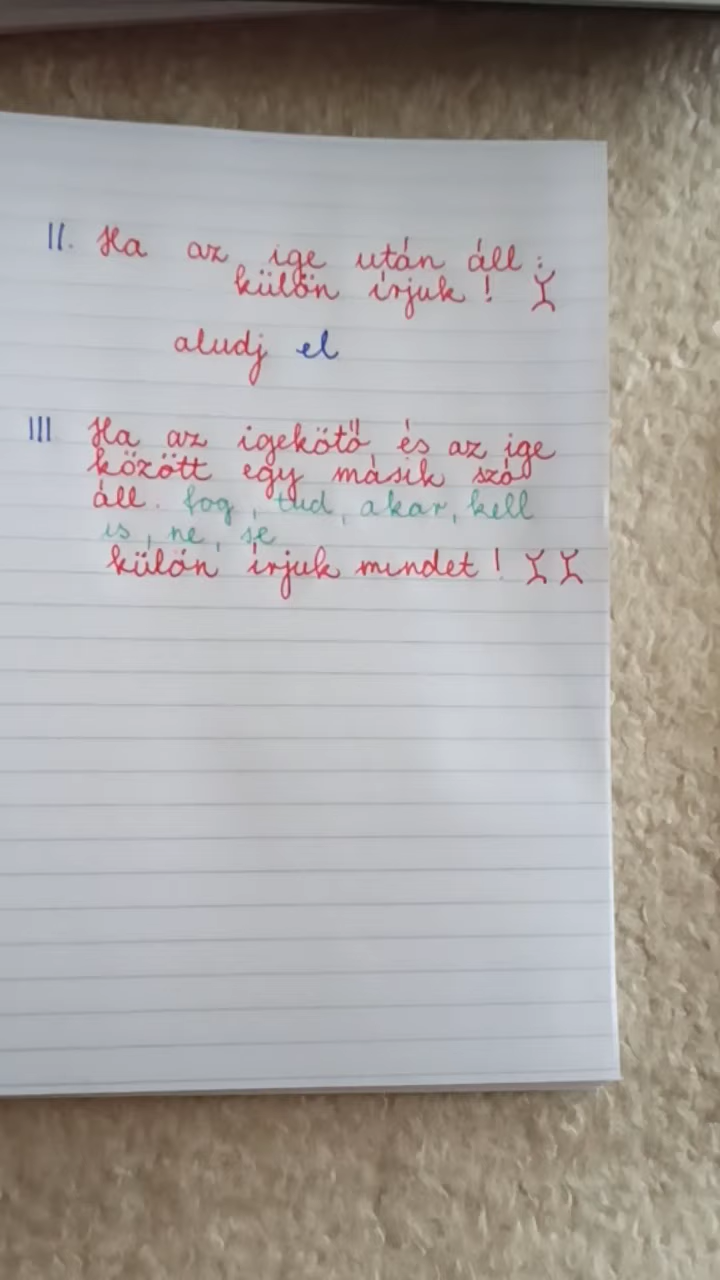 II. Ha az ige után áll :
külön írjuk !
aludj el
III Ha az igekötő és az ige
között egy másik szó
áll. fog, tud, akar, kell
is, ne, se
külön írjuk mindet !